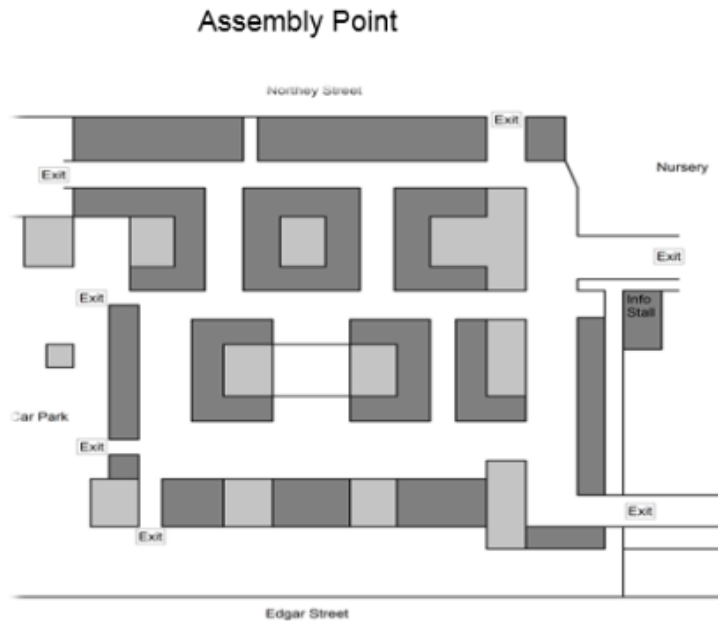 Assembly Point
Northey Street
Exit
Exit
Nursery
Exit
Exit
Info
Stall
Car Park
Exit
Exit
Exit
Edgar Street